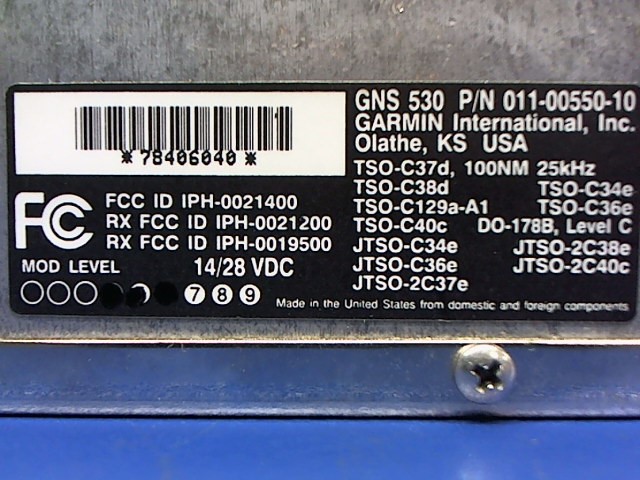 *78406040*
FC
FCC ID IPH-0021400
RX FCC ID IPH-0021200
RX FCC ID IPH-0019500
MOD LEVEL 14/28 VDC
7 8 9
GNS 530 P/N 011-00550-10
GARMIN International, Inc.
Olathe, KS USA
TSO-C37d, 100NM 25kHz
TSO-C38d TSO-C34e
TSO-C129a-A1 TSO-C36e
TSO-C40c DO-178B, Level C
JTSO-C34e JTSO-2C38e
JTSO-C36e JTSO-2C40c
JTSO-2C37e
Made in the United States from domestic and foreign components